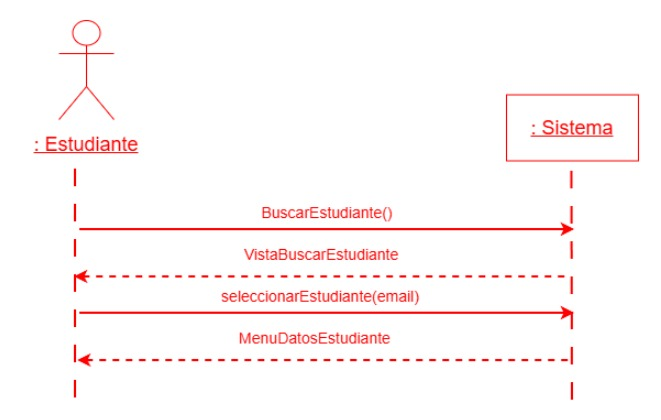 : Estudiante
: Sistema
BuscarEstudiante()
VistaBuscarEstudiante
seleccionarEstudiante(email)
MenuDatosEstudiante